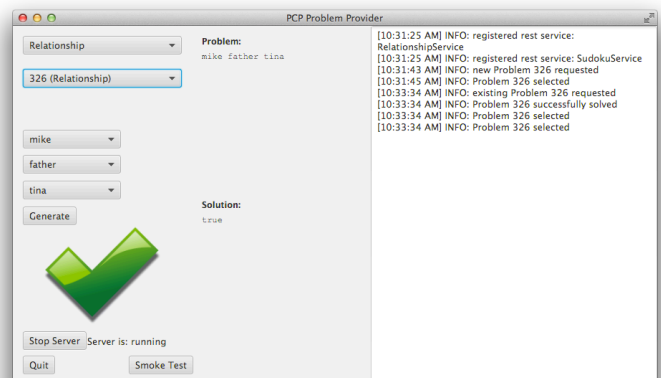 PCP Problem Provider
Relationship
326 (Relationship)
mike
father
tina
Generate
Stop Server Server is: running
Quit Smoke Test
Problem:
mike father tina
Solution:
true
[10:31:25 AM] INFO: registered rest service:
RelationshipService
[10:31:25 AM] INFO: registered rest service: SudokuService
[10:31:43 AM] INFO: new Problem 326 requested
[10:31:45 AM] INFO: Problem 326 selected
[10:33:34 AM] INFO: existing Problem 326 requested
[10:33:34 AM] INFO: Problem 326 successfully solved
[10:33:34 AM] INFO: Problem 326 selected
[10:33:34 AM] INFO: Problem 326 selected